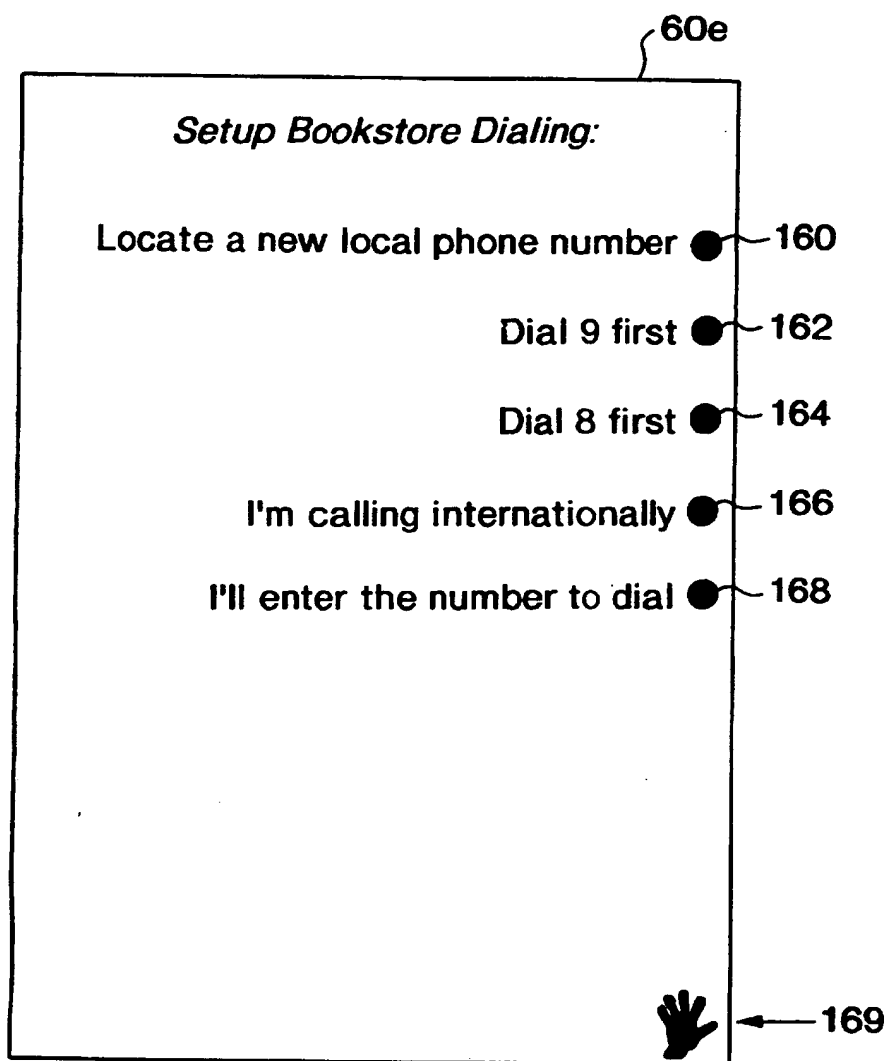 60e
Setup Bookstore Dialing:
Locate a new local phone number 160
Dial 9 first 162
Dial 8 first 164
I'm calling internationally 166
I'll enter the number to dial 168
169